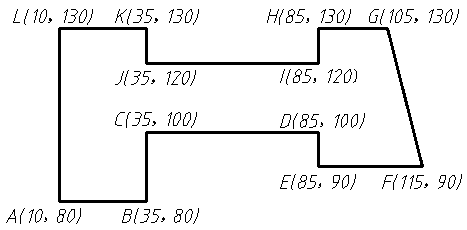 L(10, 130) K(35, 130) H(85, 130) G(105, 130)
J(35, 120) I(85, 120)
C(35, 100) D(85, 100)
E(85, 90) F(115, 90)
A(10, 80) B(35, 80)